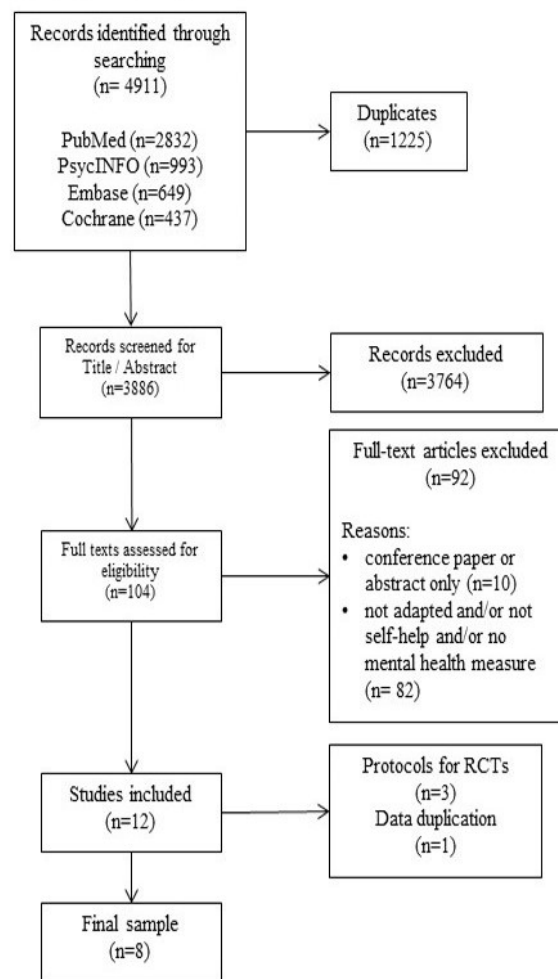 Records identified through
searching
(n= 4911)
PubMed (n=2832)
PsycINFO (n=993)
Embase (n=649)
Cochrane (n=437)
Duplicates
(n=1225)
Records screened for
Title / Abstract
(n=3886)
Records excluded
(n=3764)
Full texts assessed for
eligibility
(n=104)
Full-text articles excluded
(n=92)
Reasons:
• conference paper or
abstract only (n=10)
• not adapted and/or not
self-help and/or no
mental health measure
(n= 82)
Studies included
(n=12)
Protocols for RCTs
(n=3)
Data duplication
(n=1)
Final sample
(n=8)